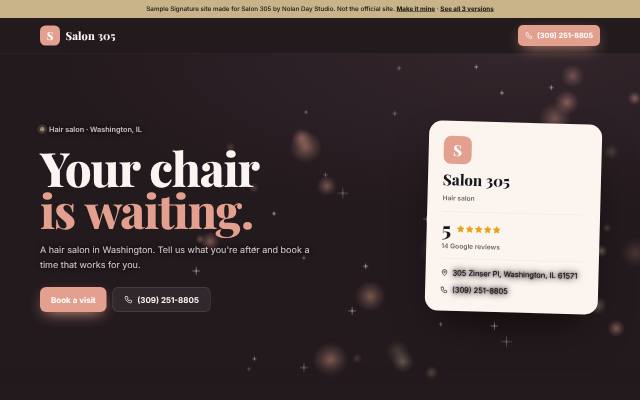 Sample Signature site made for Salon 305 by Nolan Day Studio. Not the official site. Make it mine · See all 3 versions
S Salon 305
(309) 251-8805
Hair salon · Washington, IL
Your chair
is waiting.
A hair salon in Washington. Tell us what you're after and book a
time that works for you.
Book a visit
(309) 251-8805
S
Salon 305
Hair salon
5 ★★★★★
14 Google reviews
305 Zinser Pl, Washington, IL 61571
(309) 251-8805